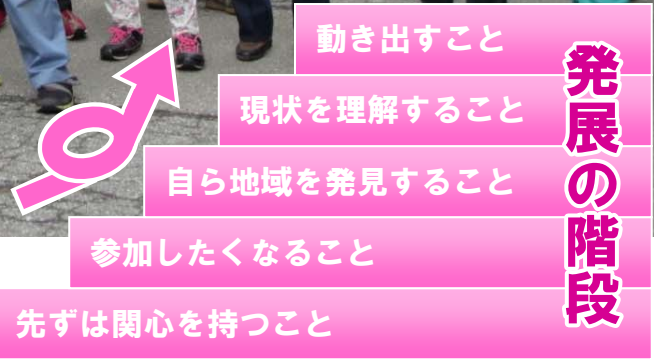 動き出すこと
現状を理解すること
自ら地域を発見すること
参加したくなること
先ずは関心を持つこと
発展の階段